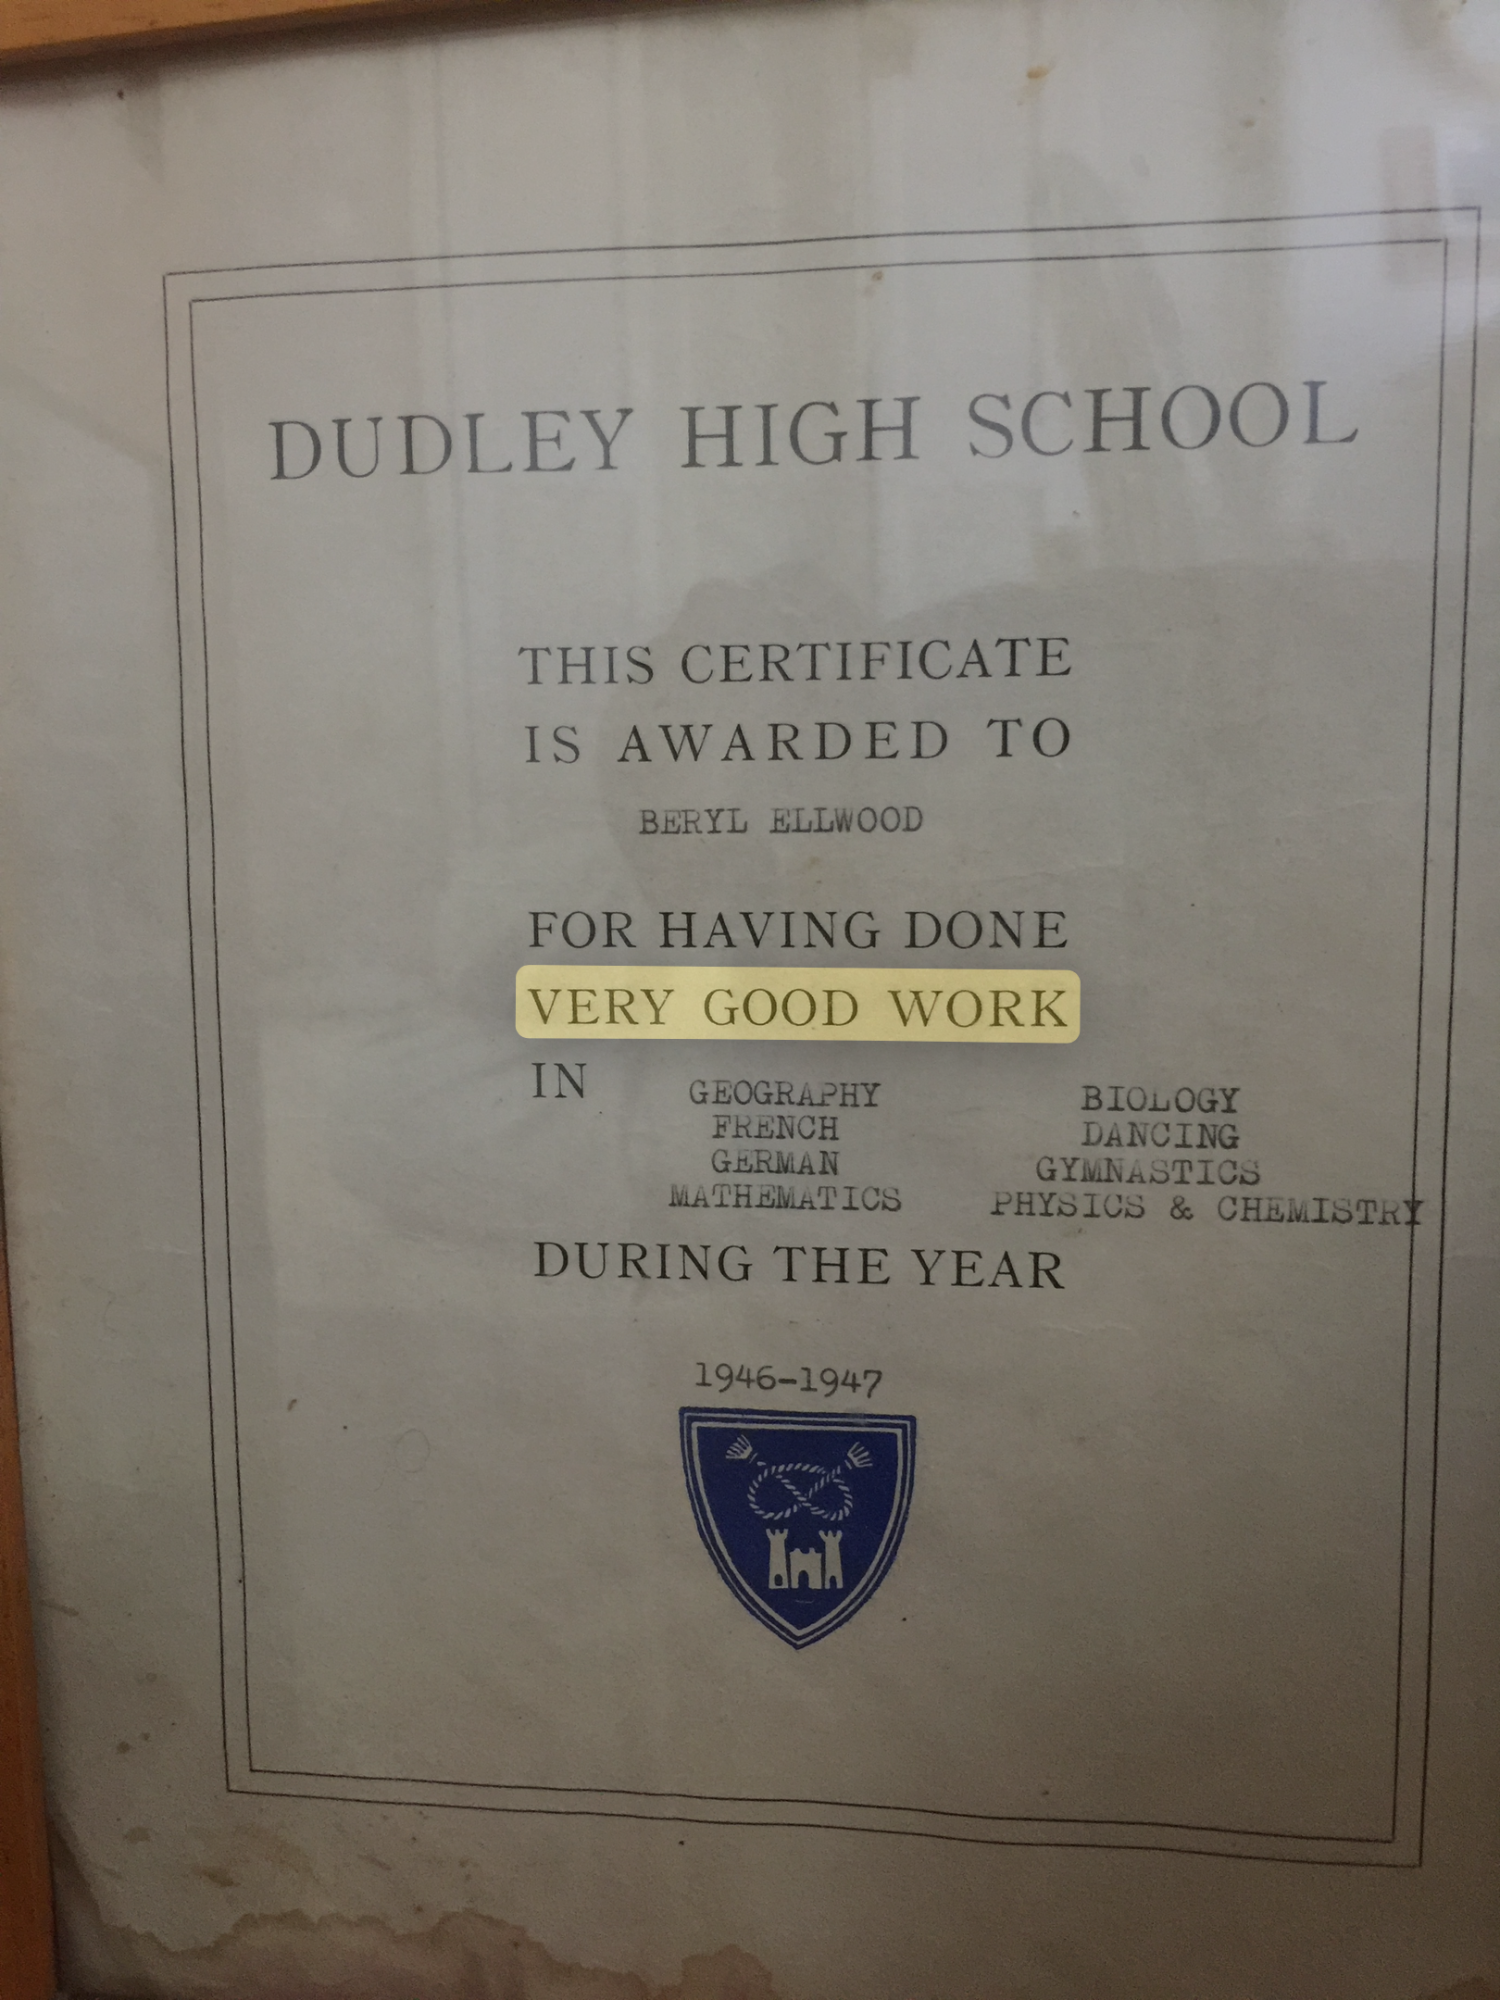 DUDLEY HIGH SCHOOL
THIS CERTIFICATE
IS AWARDED TO
BERYL ELLWOOD
FOR HAVING DONE
VERY GOOD WORK
IN
GEOGRAPHY
FRENCH
GERMAN
MATHEMATICS
BIOLOGY
DANCING
GYMNASTICS
PHYSICS & CHEMISTRY
DURING THE YEAR
1946-1947